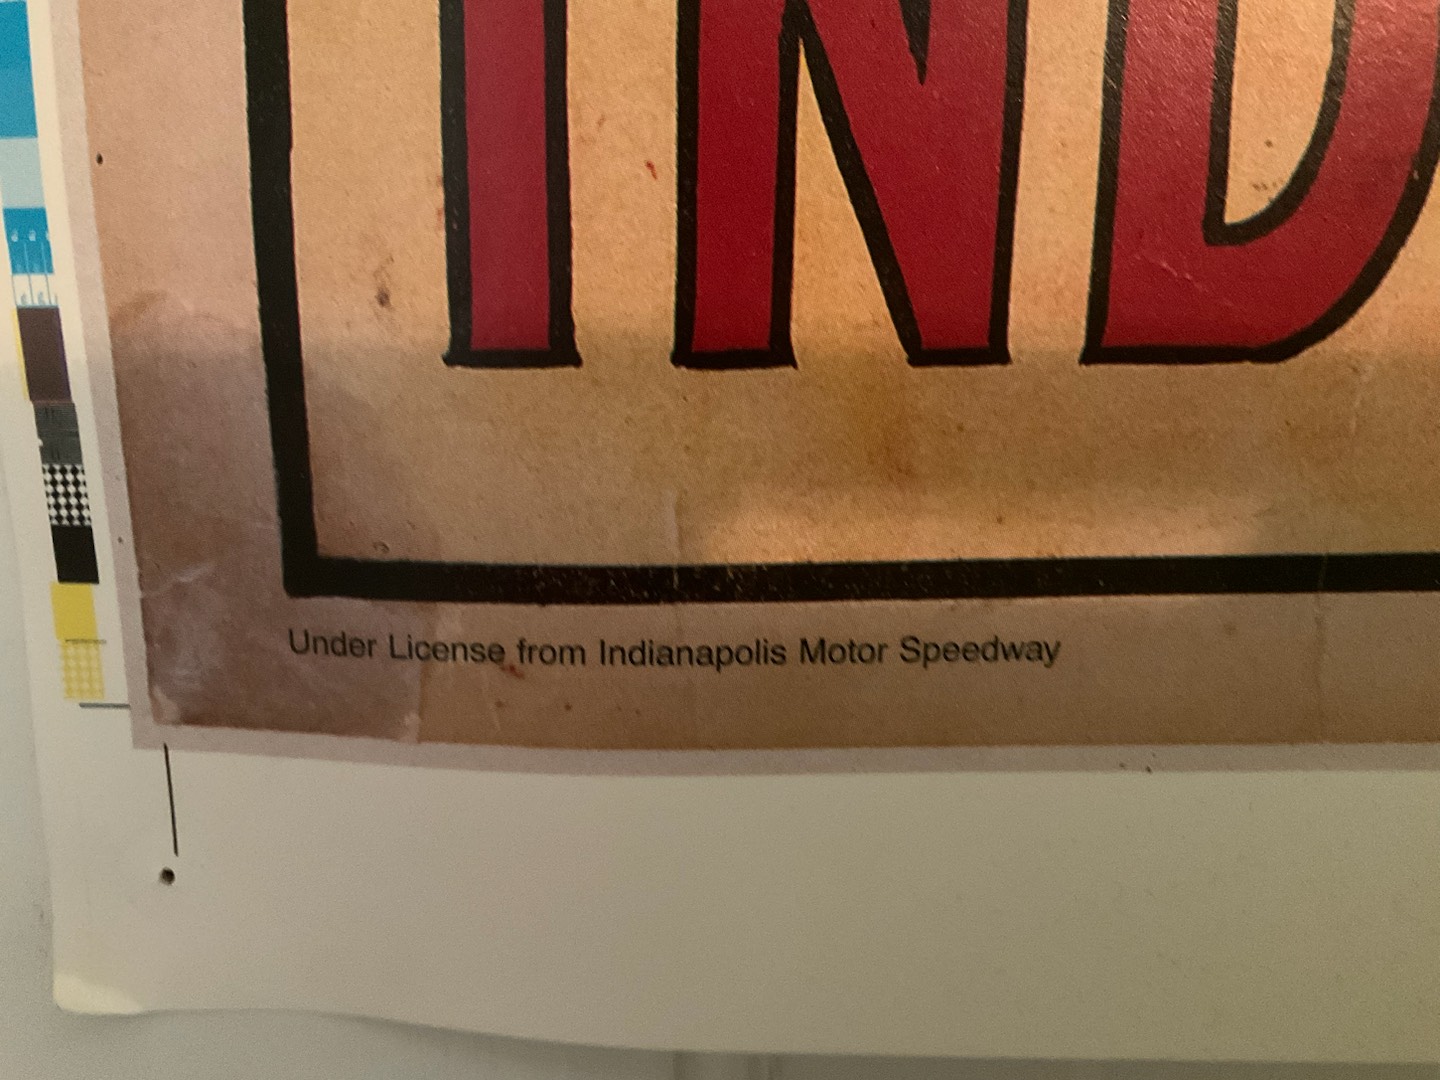 IND
Under License from Indianapolis Motor Speedway